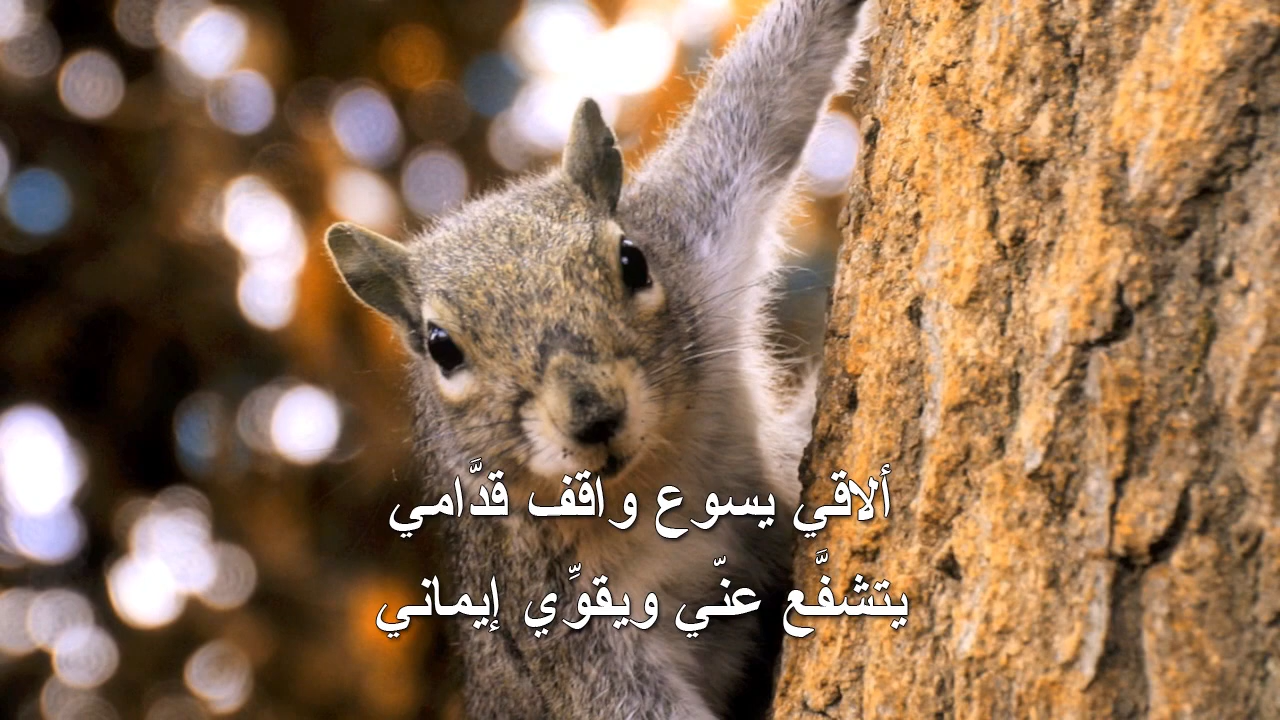 ألاقي يسوع واقف قدَّامي
يتشفَّع عنّي ويقوِّي إيماني